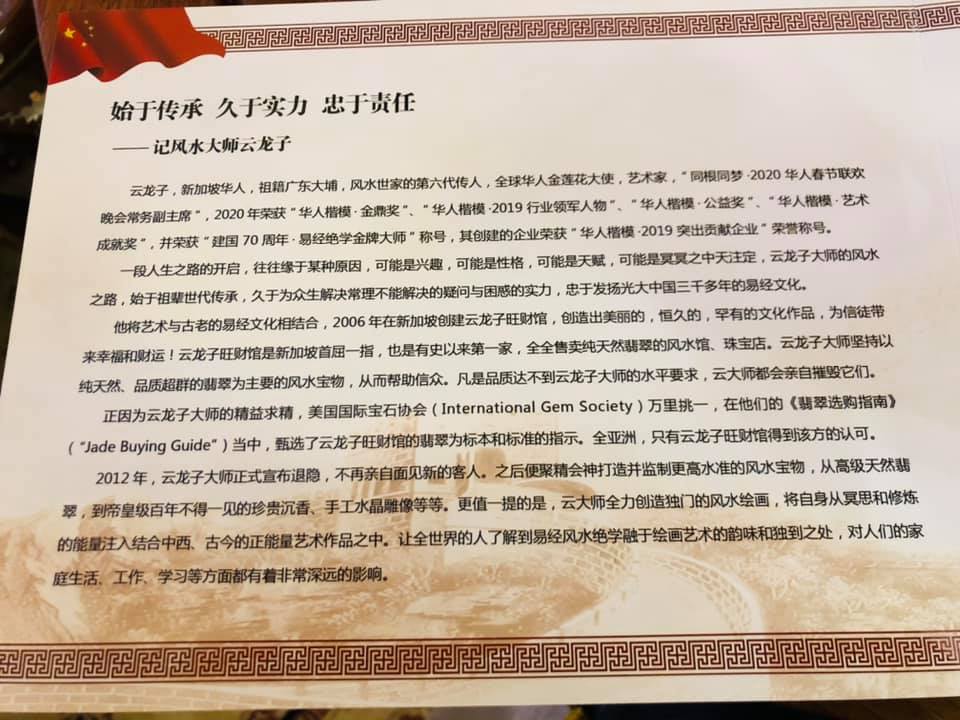 始于传承 久于实力 忠于责任
—— 记风水大师云龙子
云龙子，新加坡华人，祖籍广东大埔，风水世家的第六代传人，全球华人金莲花大使，艺术家，“同根同梦·2020 华人春节联欢
晚会常务副主席”，2020 年荣获“华人楷模·金鼎奖”、“华人楷模·2019 行业领军人物”、“华人楷模·公益奖”、“华人楷模·艺术
成就奖”，并荣获“建国 70 周年·易经绝学金牌大师”称号，其创建的企业荣获“华人楷模·2019 突出贡献企业”荣誉称号。
一段人生之路的开启，往往缘于某种原因，可能是兴趣，可能是性格，可能是天赋，可能是冥冥之中天注定，云龙子大师的风水
之路，始于祖辈世代传承，久于为众生解决常理不能解决的疑问与困惑的实力，忠于发扬光大中国三千多年的易经文化。
他将艺术与古老的易经文化相结合，2006 年在新加坡创建云龙子旺财馆，创造出美丽的，恒久的，罕有的文化作品，为信徒带
来幸福和财运！云龙子旺财馆是新加坡首屈一指，也是有史以来第一家，全全售卖纯天然翡翠的风水馆、珠宝店。云龙子大师坚持以
纯天然、品质超群的翡翠为主要的风水宝物，从而帮助信众。凡是品质达不到云龙子大师的水平要求，云大师都会亲自摧毁它们。
正因为云龙子大师的精益求精，美国国际宝石协会（International Gem Society）万里挑一，在他们的《翡翠选购指南》
（“Jade Buying Guide”）当中，甄选了云龙子旺财馆的翡翠为标本和标准的指示。全亚洲，只有云龙子旺财馆得到该方的认可。
2012 年，云龙子大师正式宣布退隐，不再亲自面见新的客人。之后便聚精会神打造并监制更高水准的风水宝物，从高级天然翡
翠，到帝皇级百年不得一见的珍贵沉香、手工水晶雕像等等。更值一提的是，云大师全力创造独门的风水绘画，将自身从冥思和修炼
的能量注入结合中西、古今的正能量艺术作品之中。让全世界的人了解到易经风水绝学融于绘画艺术的韵味和独到之处，对人们的家
庭生活、工作、学习等方面都有着非常深远的影响。